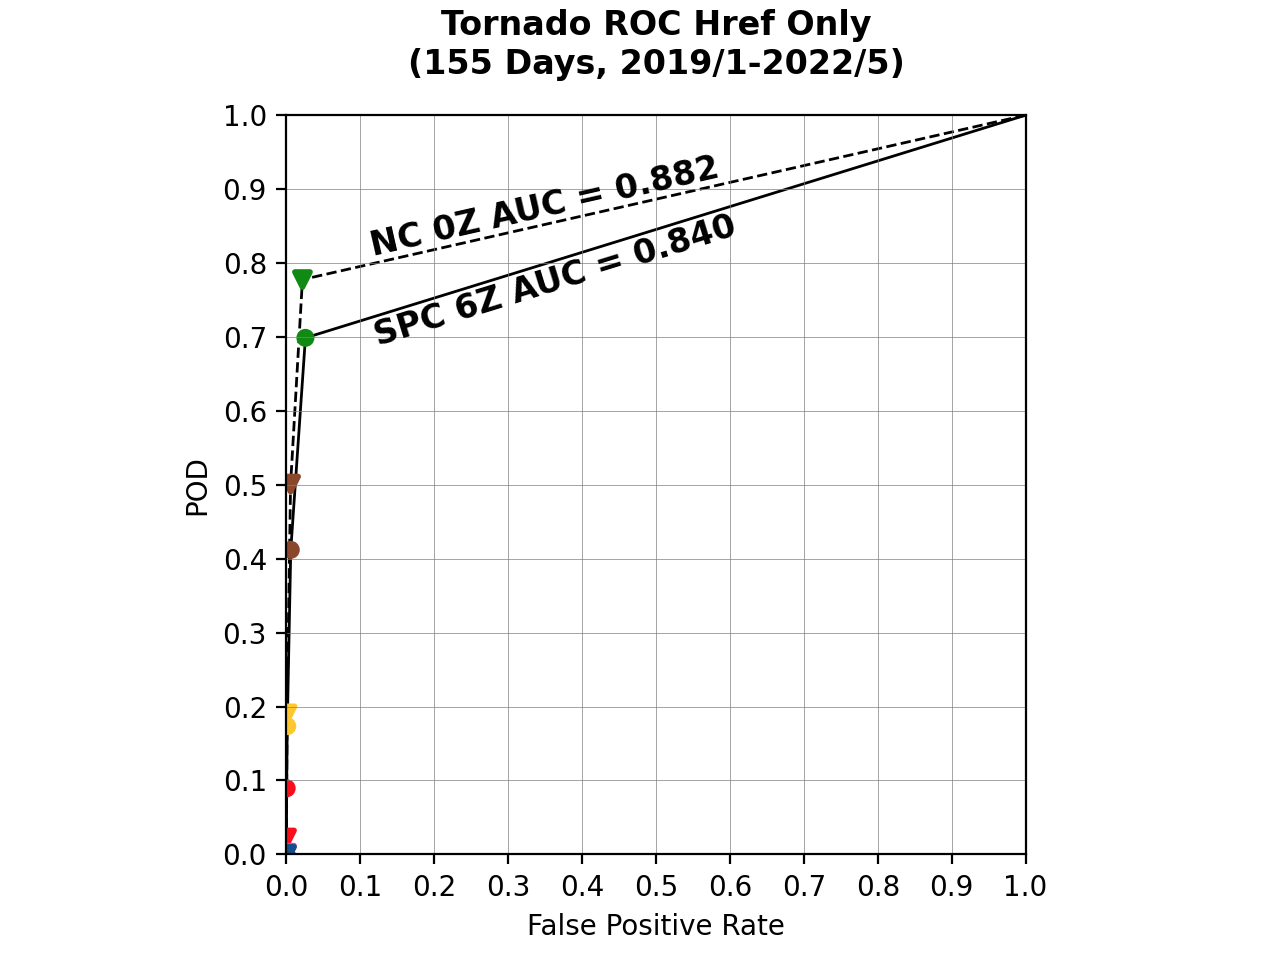 Tornado ROC Href Only
(155 Days, 2019/1-2022/5)
1.0
0.9
0.8
0.7
0.6
0.5
0.4
0.3
0.2
0.1
0.0
POD
NC 0Z AUC = 0.882
SPC 6Z AUC = 0.840
0.0 0.1 0.2 0.3 0.4 0.5 0.6 0.7 0.8 0.9 1.0
False Positive Rate